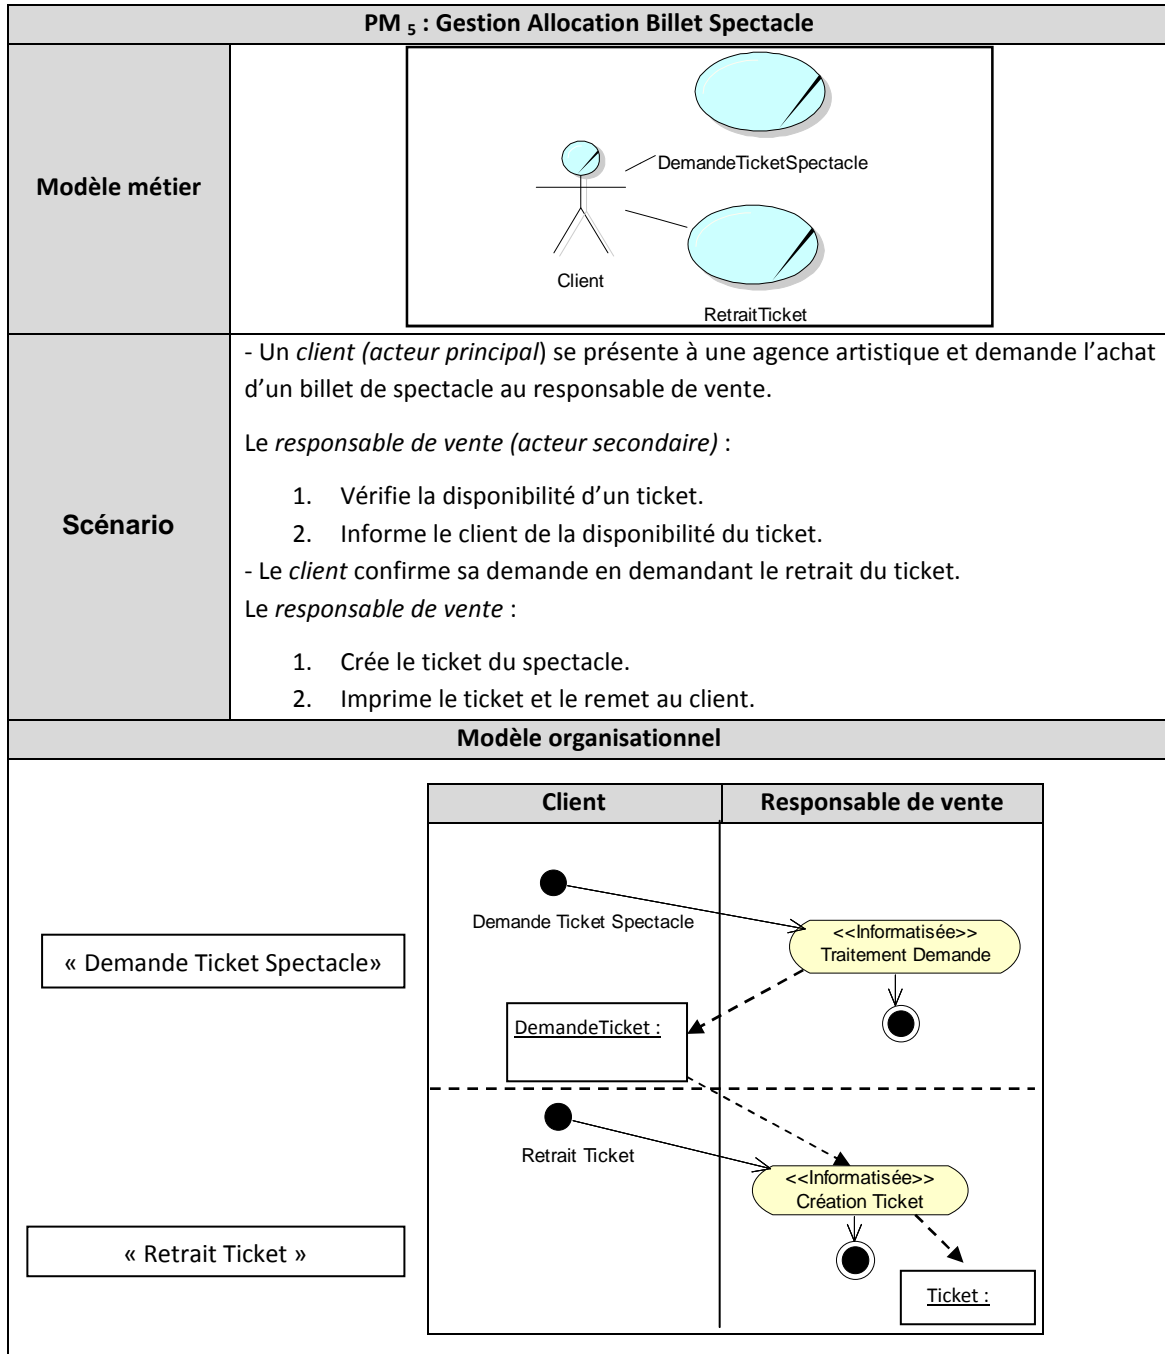 PM 5 : Gestion Allocation Billet Spectacle
Modèle métier
DemandeTicketSpectacle
Client
RetraitTicket
Scénario
- Un client (acteur principal) se présente à une agence artistique et demande l’achat
d’un billet de spectacle au responsable de vente.
Le responsable de vente (acteur secondaire) :
1. Vérifie la disponibilité d’un ticket.
2. Informe le client de la disponibilité du ticket.
- Le client confirme sa demande en demandant le retrait du ticket.
Le responsable de vente :
1. Crée le ticket du spectacle.
2. Imprime le ticket et le remet au client.
Modèle organisationnel
Client
Responsable de vente
Demande Ticket Spectacle
<<Informatisée>>
Traitement Demande
« Demande Ticket Spectacle»
DemandeTicket :
Retrait Ticket
<<Informatisée>>
Création Ticket
« Retrait Ticket »
Ticket :